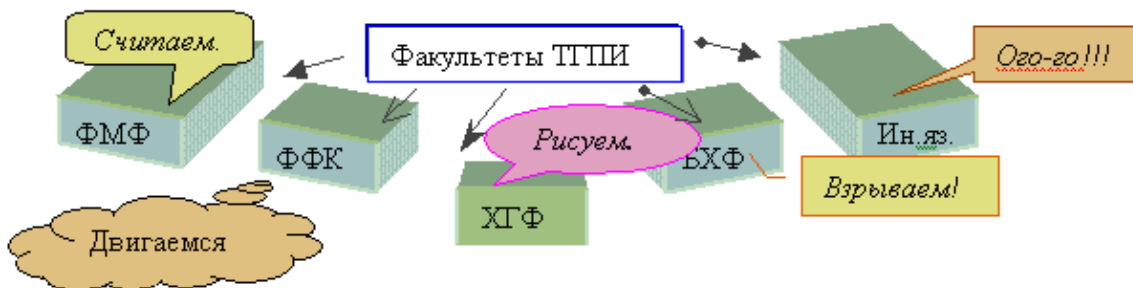 Считаем.
Факультеты ТГПИ
Ого-го!!!
ФМФ
ФФК
Рисуем.
БХФ
Ин.яз.
Взрываем!
ХГФ
Двигаемся